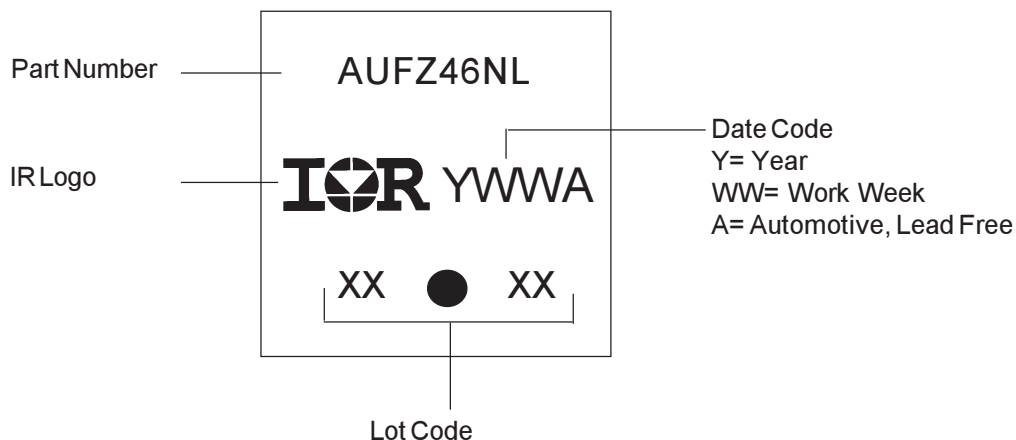 Part Number
AUFZ46NL
IR Logo
IOR YWWA
Date Code
Y= Year
WW= Work Week
A= Automotive, Lead Free
XX XX
Lot Code